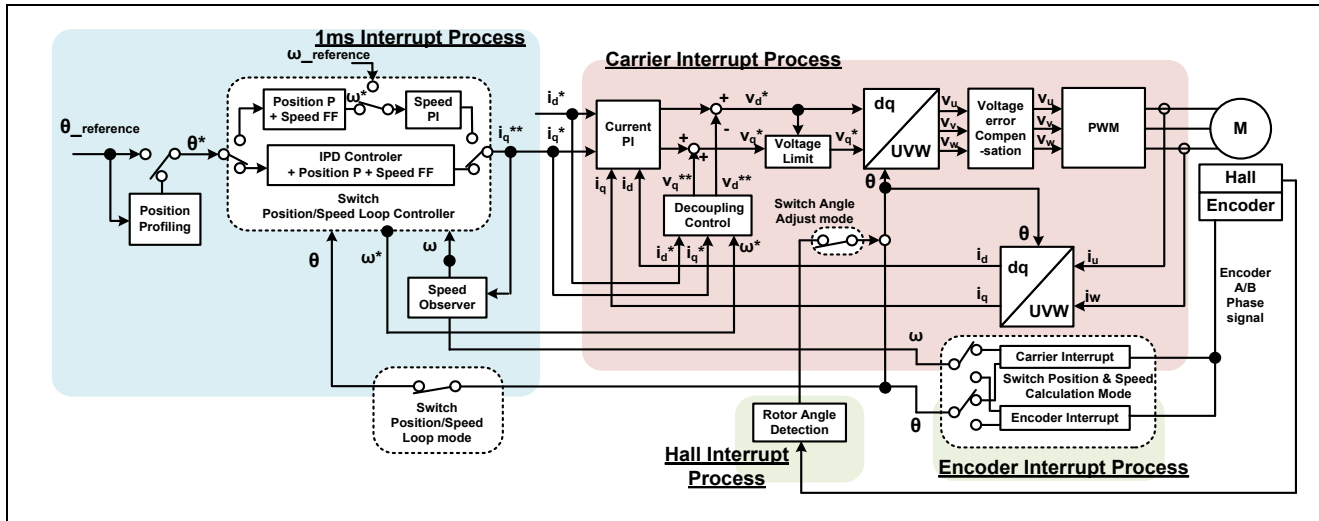 1ms Interrupt Process
ω_reference
Position P
+ Speed FF
ω*
Speed
PI
θ_reference
θ*
IPD Controler
+ Position P + Speed FF
i_q**
i_q*
i_d*
Position
Profiling
Switch
Position/Speed Loop Controller
θ
ω*
ω
Speed
Observer
Switch
Position/Speed
Loop mode
Carrier Interrupt Process
Current
PI
+
-
v_d*
+
+
v_q*
Voltage
Limit
v_q*
i_q
i_d
v_q**
v_d**
Decoupling
Control
i_d*
i_q*
ω*
dq
UVW
θ
v_u
v_v
v_w
Voltage
error
Compen
-sation
v_u
v_v
v_w
PWM
M
Hall
Encoder
Switch Angle
Adjust mode
θ
i_d
i_q
dq
UVW
i_u
iw
Encoder
A/B
Phase
signal
ω
θ
Carrier Interrupt
Switch Position & Speed
Calculation Mode
Encoder Interrupt
Rotor Angle
Detection
Hall Interrupt
Process
Encoder Interrupt Process